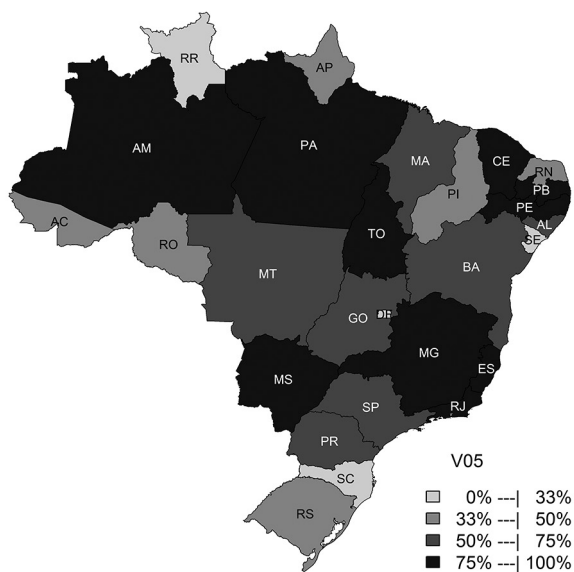 RR
AP
AM
PA
MA
CE
RN
PB
PI
PE
AC
TO
AL
RO
SE
BA
MT
GO
DF
MG
ES
MS
SP
RJ
PR
SC
RS
V05
0% ---| 33%
33% ---| 50%
50% ---| 75%
75% ---| 100%